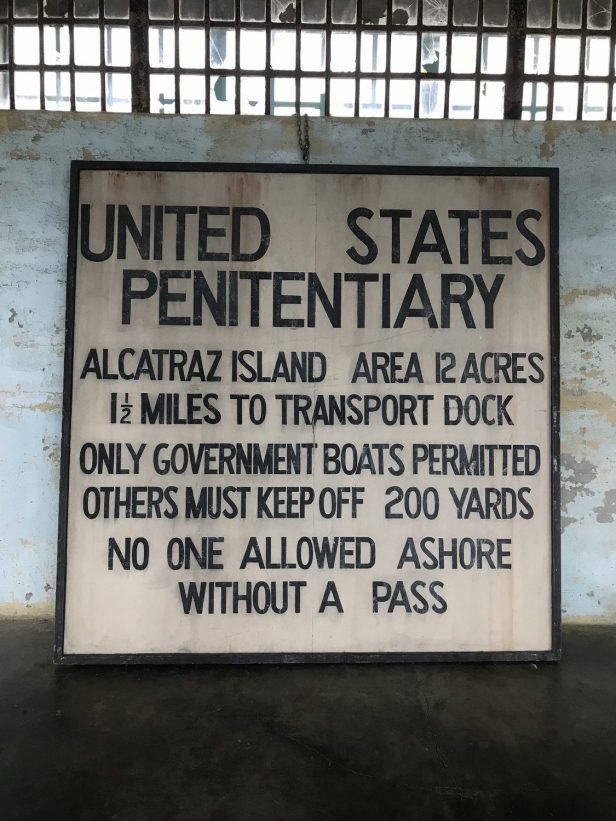 UNITED STATES
PENITENTIARY
ALCATRAZ ISLAND AREA 12 ACRES
1½ MILES TO TRANSPORT DOCK
ONLY GOVERNMENT BOATS PERMITTED
OTHERS MUST KEEP OFF 200 YARDS
NO ONE ALLOWED ASHORE
WITHOUT A PASS